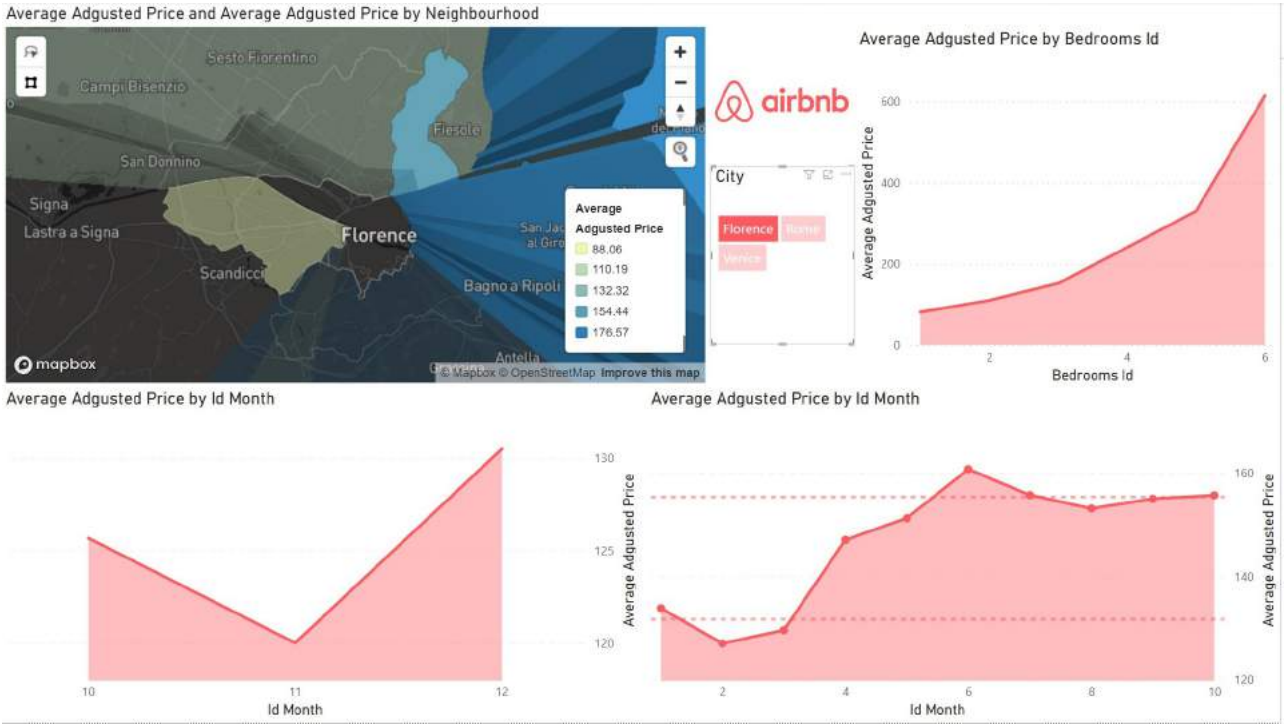 Average Adgusted Price and Average Adgusted Price by Neighbourhood
Sesto Fiorentino
Campi Bisenzio
Fiesole
San Donnino
Signa
Lastra a Signa
Florence
Scandicci
Bagno a Ripoli
Antella
mapbox
© Mapbox © OpenStreetMap Improve this map
Average
Adgusted Price
88.06
110.19
132.32
154.44
176.57
airbnb
City
Florence
Rome
Venice
Average Adgusted Price by Bedrooms Id
Average Adgusted Price
600
400
200
0
2
4
6
Bedrooms Id
Average Adgusted Price by Id Month
130
125
120
Average Adgusted Price
10
11
12
Id Month
Average Adgusted Price by Id Month
160
140
120
Average Adgusted Price
2
4
6
8
10
Id Month